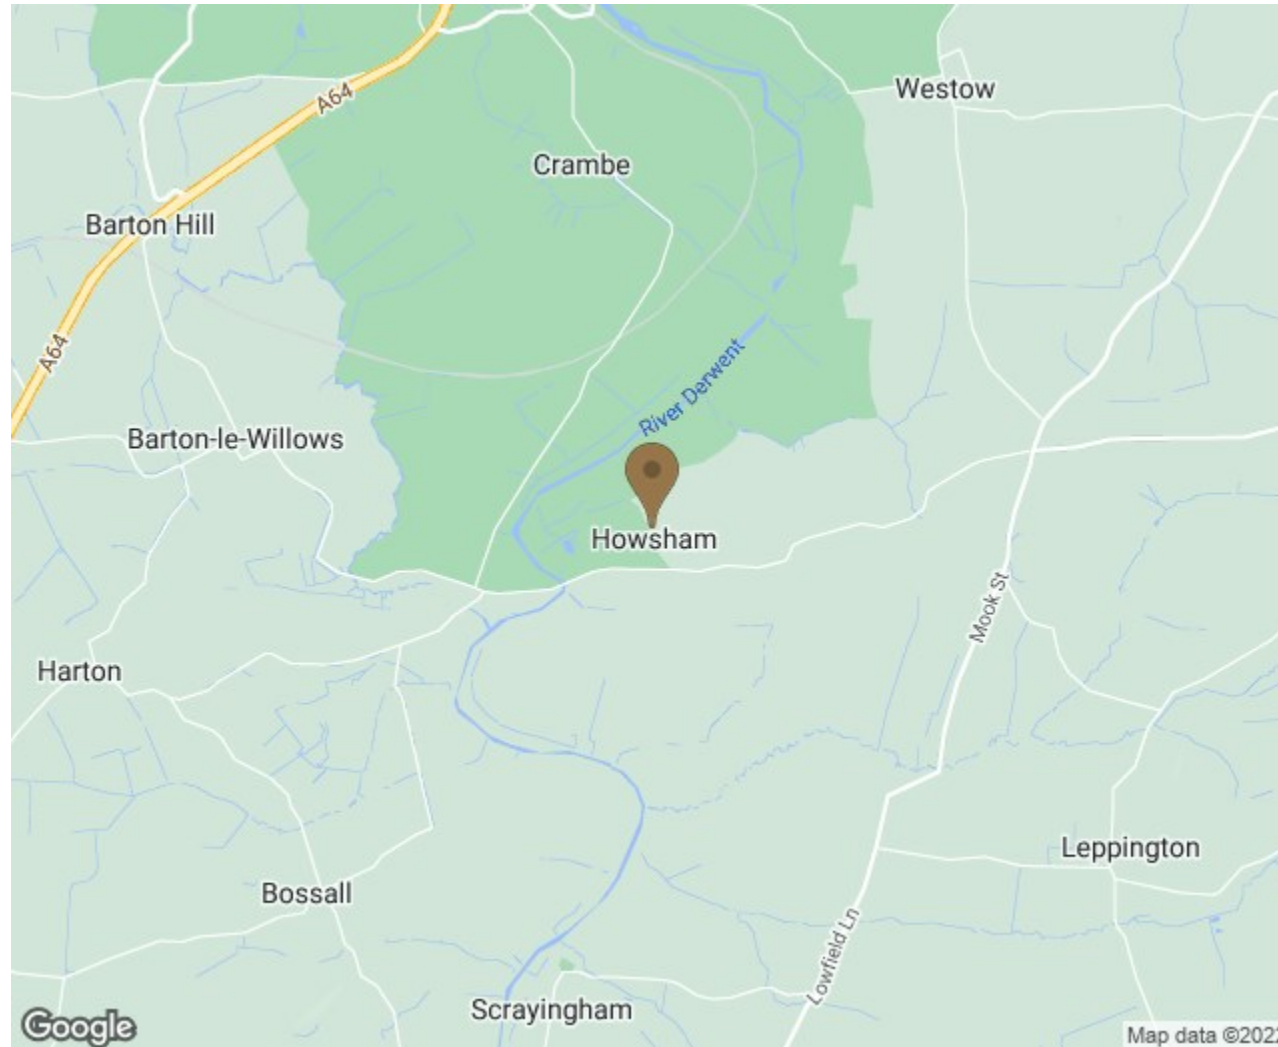 Westow
A64
Crambe
Barton Hill
A64
River Derwent
Barton-le-Willows
Howsham
Mook St
Harton
Leppington
Bossall
Lowfield Ln
Scrayingham
Google
Map data ©2022